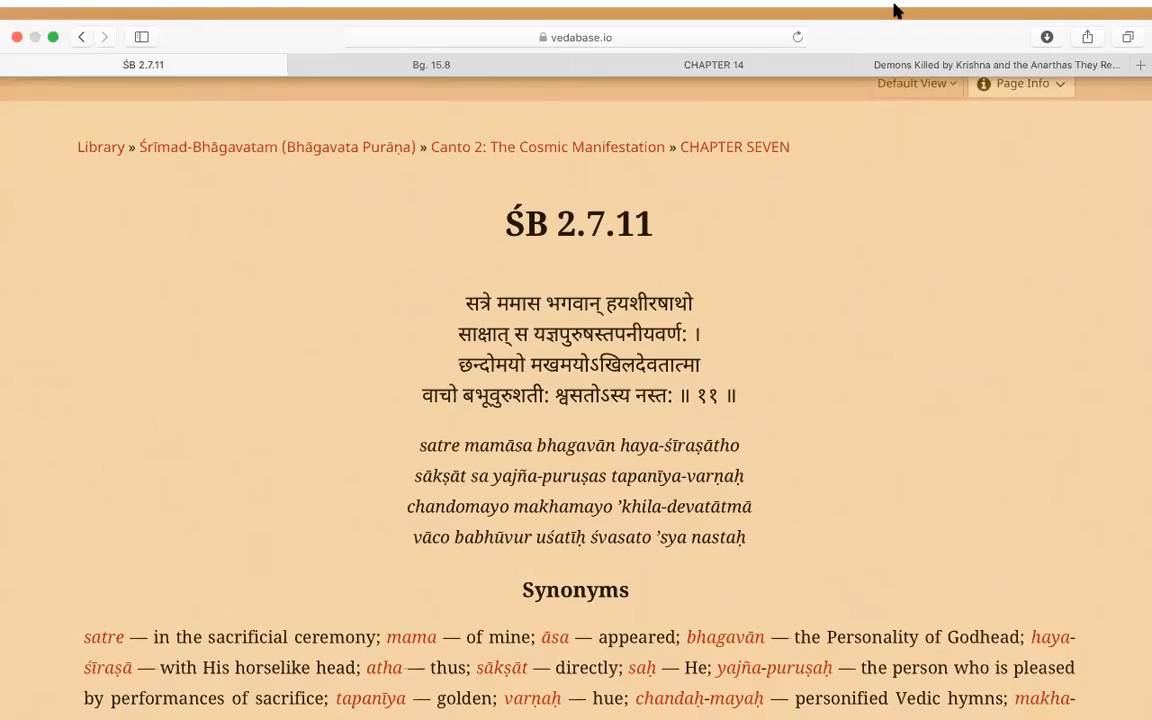 vedabase.io
ŚB 2.7.11
Bg. 15.8
CHAPTER 14
Demons Killed by Krishna and the Anarthas They Re...
Default View
Page Info
Library » Śrīmad-Bhāgavatam (Bhāgavata Purāṇa) » Canto 2: The Cosmic Manifestation » CHAPTER SEVEN
ŚB 2.7.11
सत्रे ममास भगवान् हयशीरषाथो
साक्षात् स यज्ञपुरुषस्तपनीयवर्ण: ।
छन्दोमयो मखमयोऽखिलदेवतात्मा
वाचो बभूवुरुशती: श्वसतोऽस्य नस्त: ॥ ११ ॥
satre mamāsa bhagavān haya-śīraṣātho
sākṣāt sa yajña-puruṣas tapanīya-varṇaḥ
chandomayo makhamayo ’khila-devatātmā
vāco babhūvur uśatīḥ śvasato ’sya nastaḥ
Synonyms
satre — in the sacrificial ceremony; mama — of mine; āsa — appeared; bhagavān — the Personality of Godhead; haya-
śīraṣā — with His horselike head; atha — thus; sākṣāt — directly; saḥ — He; yajña-puruṣaḥ — the person who is pleased
by performances of sacrifice; tapanīya — golden; varṇaḥ — hue; chandaḥ-mayaḥ — personified Vedic hymns; makha-